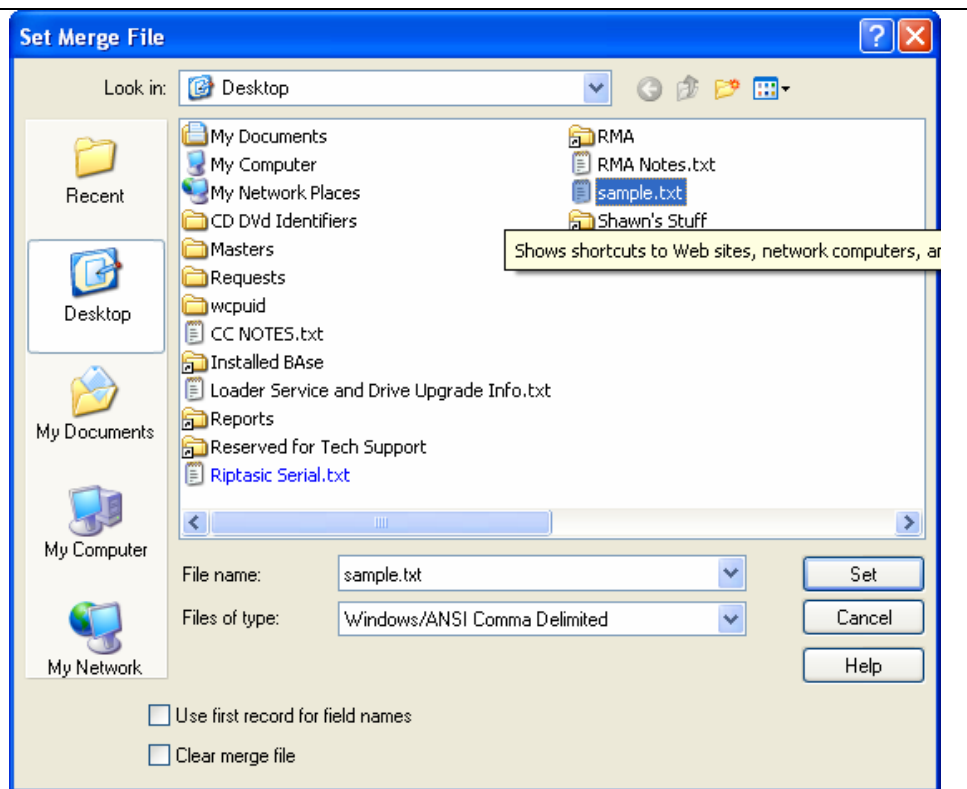 Set Merge File
Look in:
Desktop
Recent
Desktop
My Documents
My Computer
My Network
My Documents
My Computer
My Network Places
CD DVd Identifiers
Masters
Requests
wcpuid
CC NOTES.txt
Installed BAse
Loader Service and Drive Upgrade Info.txt
Reports
Reserved for Tech Support
Riptasic Serial.txt
RMA
RMA Notes.txt
sample.txt
Shawn's Stuff
Shows shortcuts to Web sites, network computers, ar
File name:
sample.txt
Set
Files of type:
Windows/ANSI Comma Delimited
Cancel
Help
Use first record for field names
Clear merge file